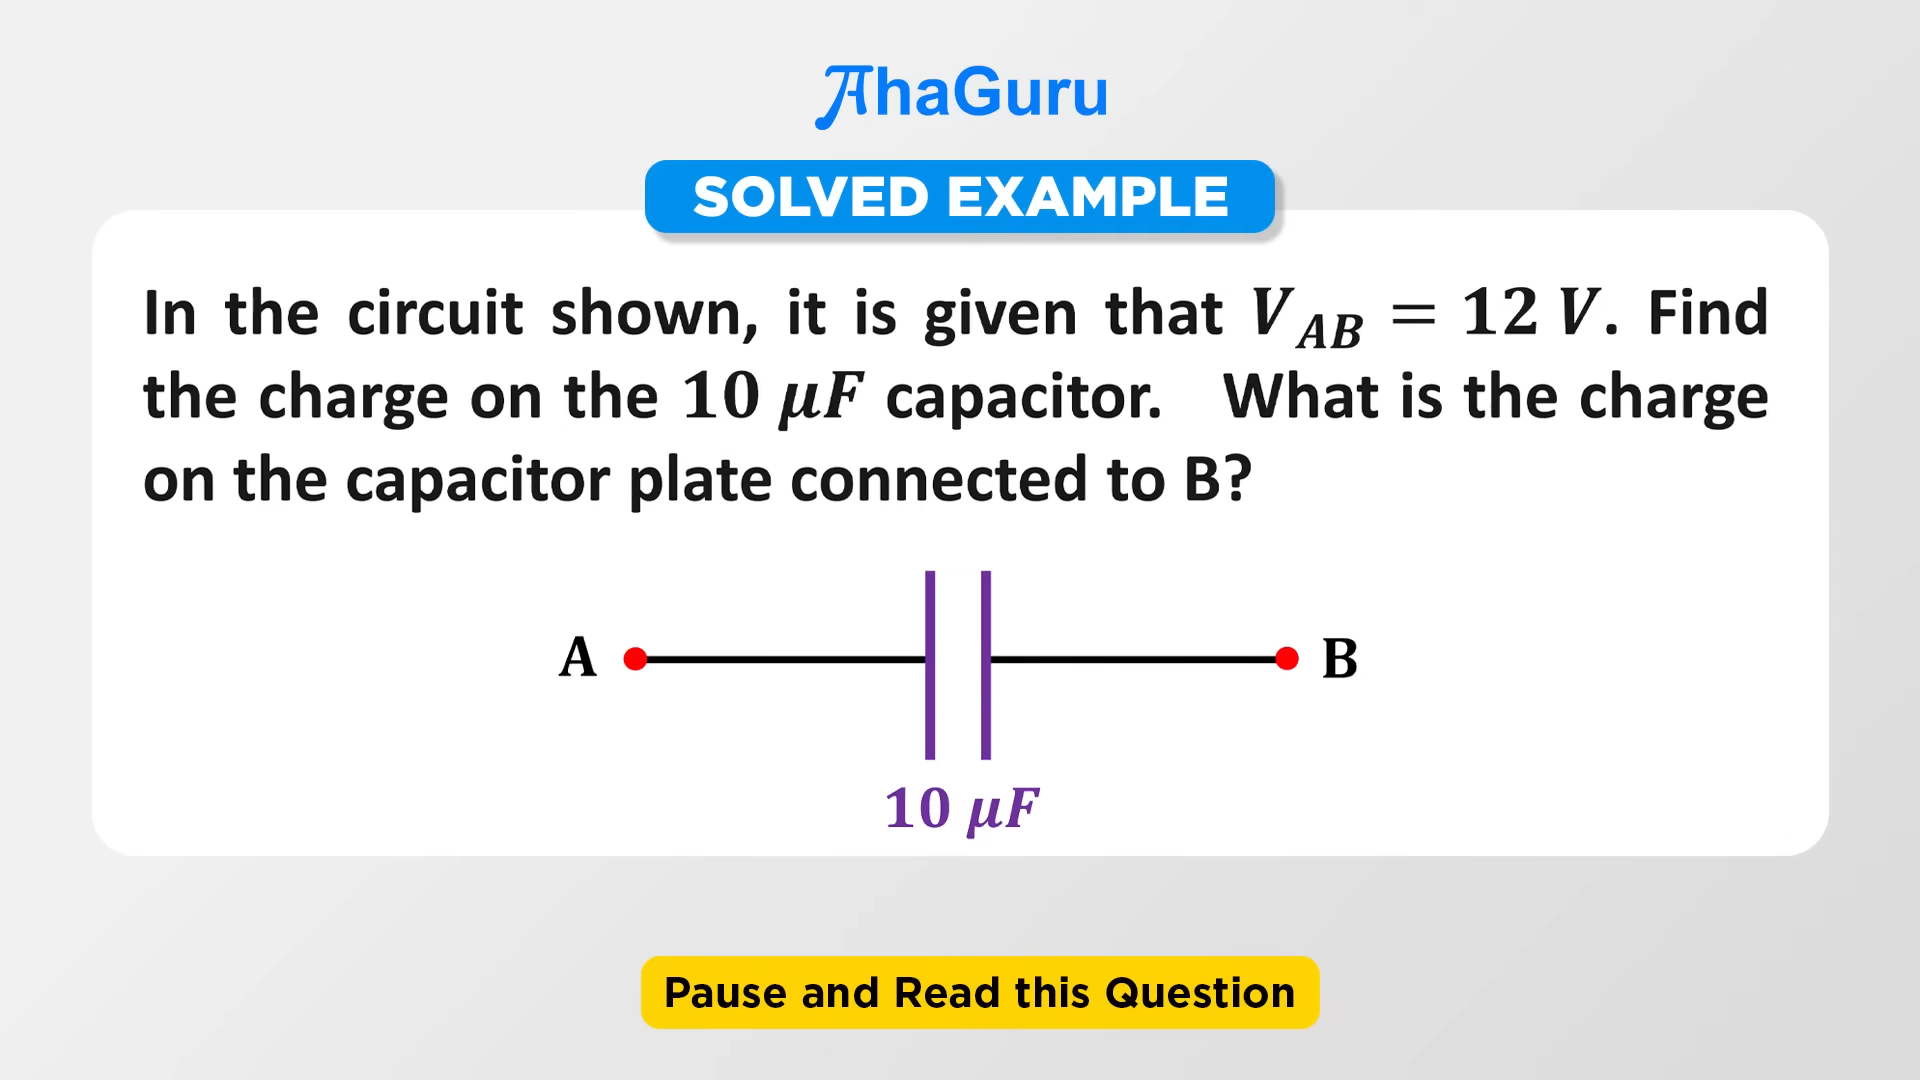 AhaGuru
SOLVED EXAMPLE
In the circuit shown, it is given that V_AB = 12 V. Find
the charge on the 10 μF capacitor. What is the charge
on the capacitor plate connected to B?
A B
10 μF
Pause and Read this Question